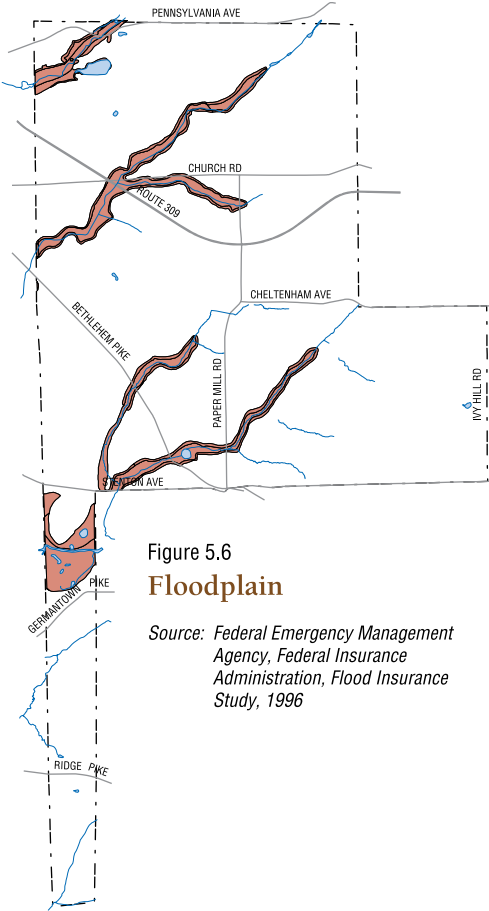 PENNSYLVANIA AVE
CHURCH RD
ROUTE 309
CHELTENHAM AVE
BETHLEHEM PIKE
PAPER MILL RD
IVY HILL RD
STENTON AVE
Figure 5.6
Floodplain
GERMANTOWN PIKE
Source: Federal Emergency Management
Agency, Federal Insurance
Administration, Flood Insurance
Study, 1996
RIDGE PIKE